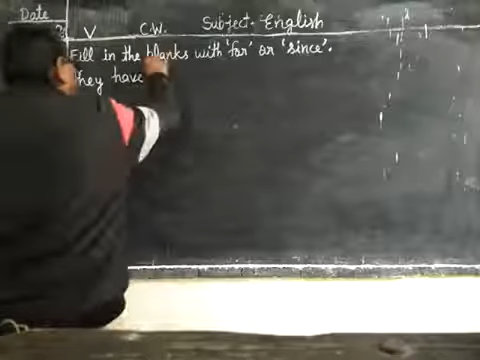 Date
V C.W. Subject- English
Fill in the blanks with 'for' or 'since'.
They have